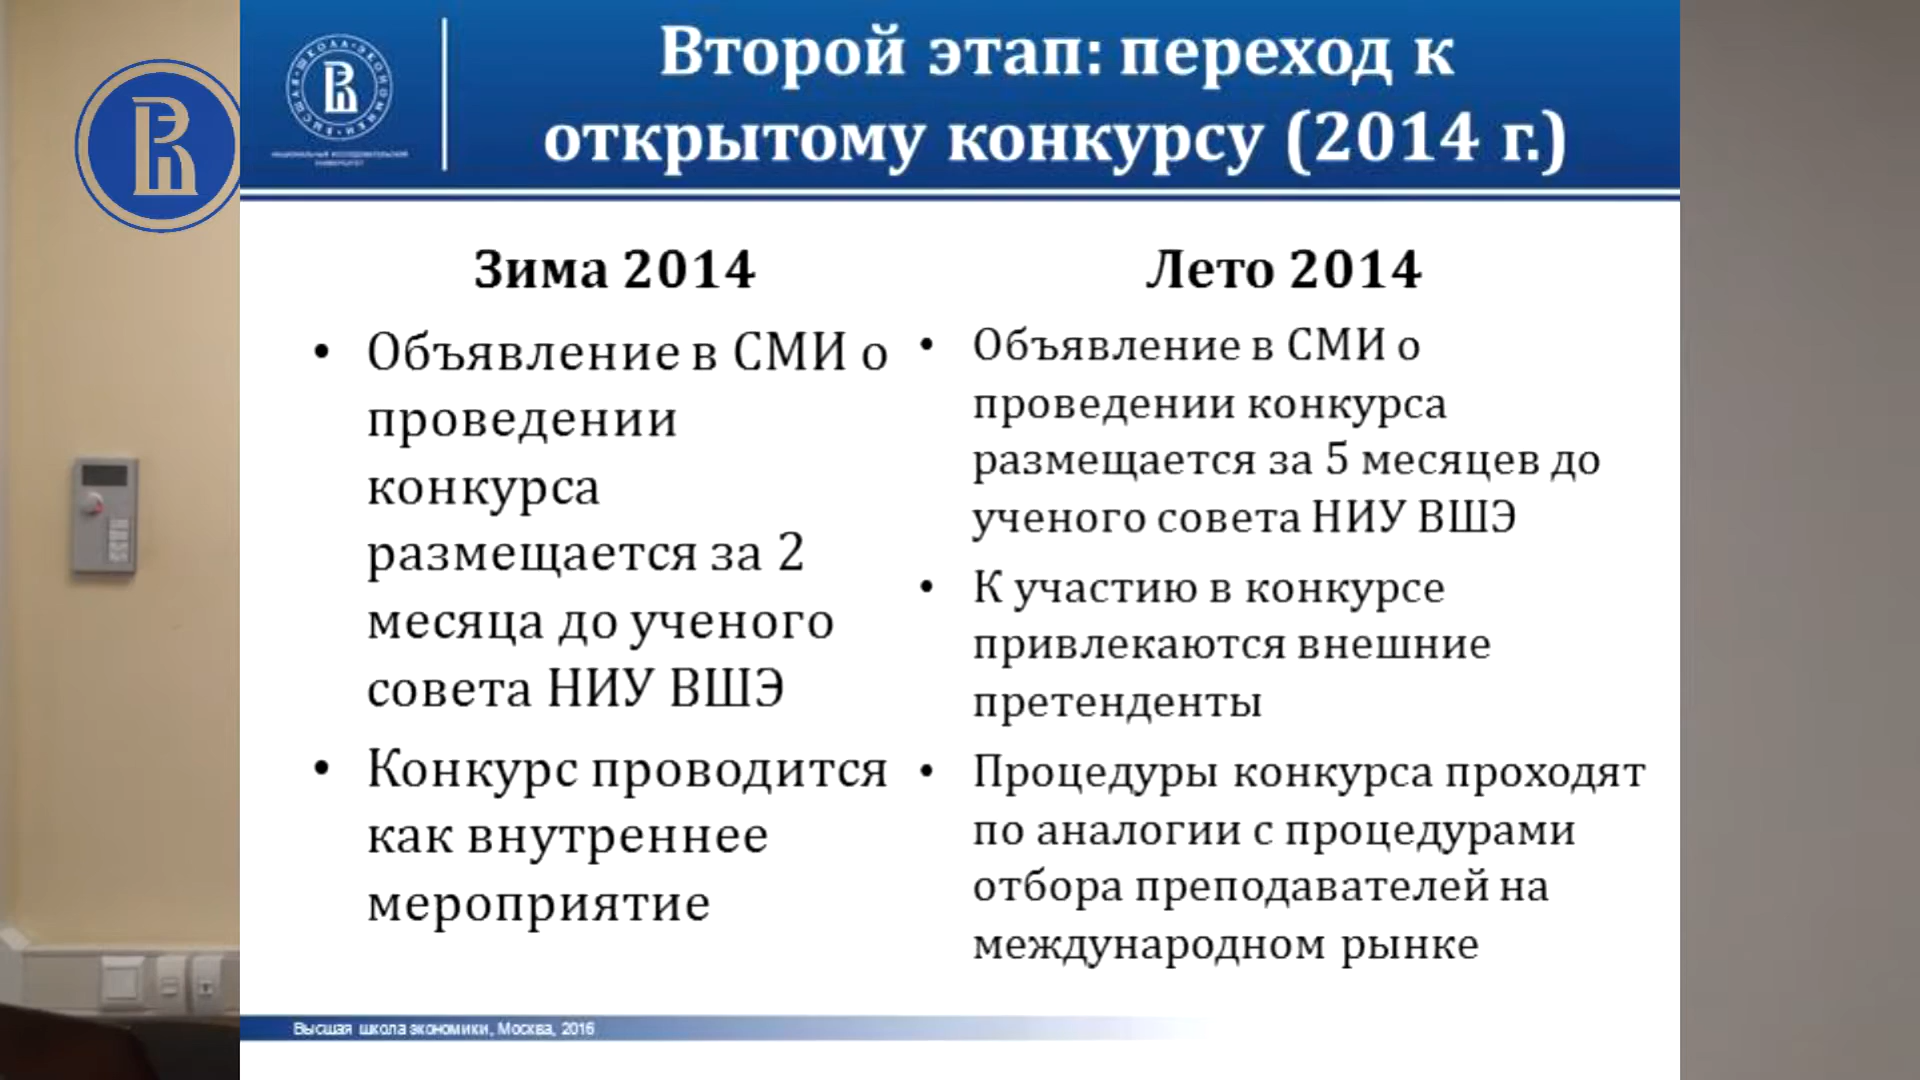 Второй этап: переход к
открытому конкурсу (2014 г.)
Зима 2014
• Объявление в СМИ о
проведении
конкурса
размещается за 2
месяца до ученого
совета НИУ ВШЭ
• Конкурс проводится
как внутреннее
мероприятие
Лето 2014
• Объявление в СМИ о
проведении конкурса
размещается за 5 месяцев до
ученого совета НИУ ВШЭ
• К участию в конкурсе
привлекаются внешние
претенденты
• Процедуры конкурса проходят
по аналогии с процедурами
отбора преподавателей на
международном рынке
Высшая школа экономики, Москва, 2016